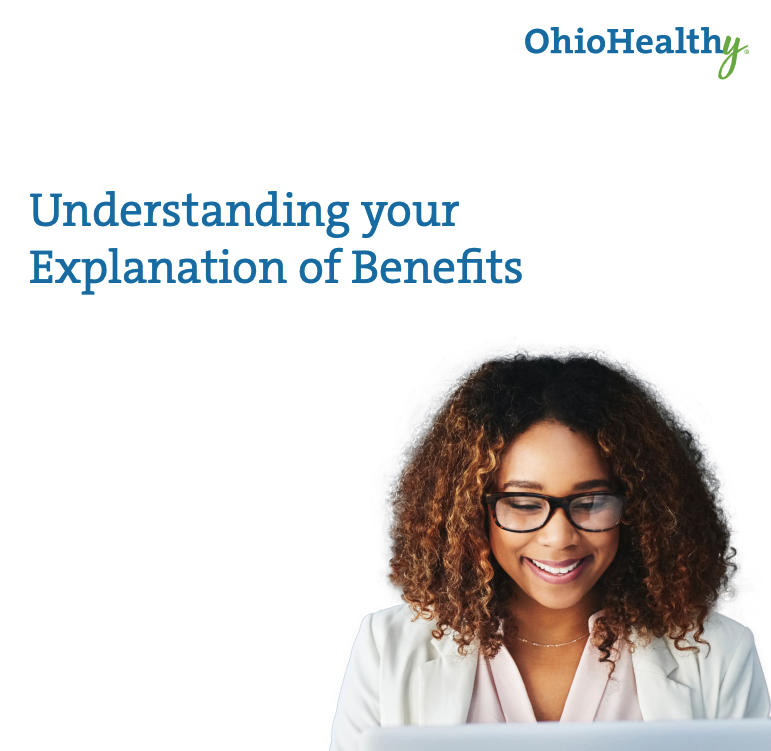 OhioHealthy®
Understanding your
Explanation of Benefits